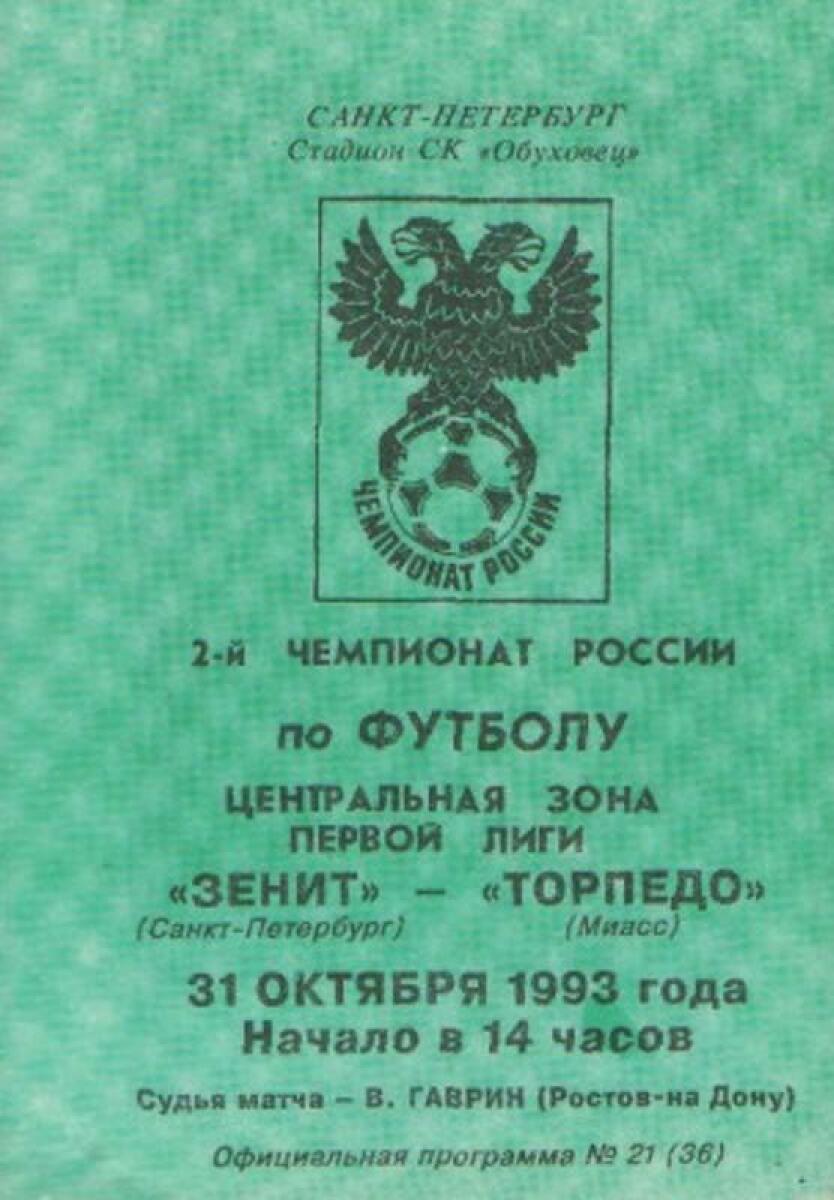 САНКТ-ПЕТЕРБУРГ
Стадион СК «Обуховец»
ЧЕМПИОНАТ РОССИИ
2-й ЧЕМПИОНАТ РОССИИ
по ФУТБОЛУ
ЦЕНТРАЛЬНАЯ ЗОНА
ПЕРВОЙ ЛИГИ
«ЗЕНИТ» – «ТОРПЕДО»
(Санкт-Петербург) (Миасс)
31 ОКТЯБРЯ 1993 года
Начало в 14 часов
Судья матча – В. ГАВРИН (Ростов-на Дону)
Официальная программа № 21 (36)